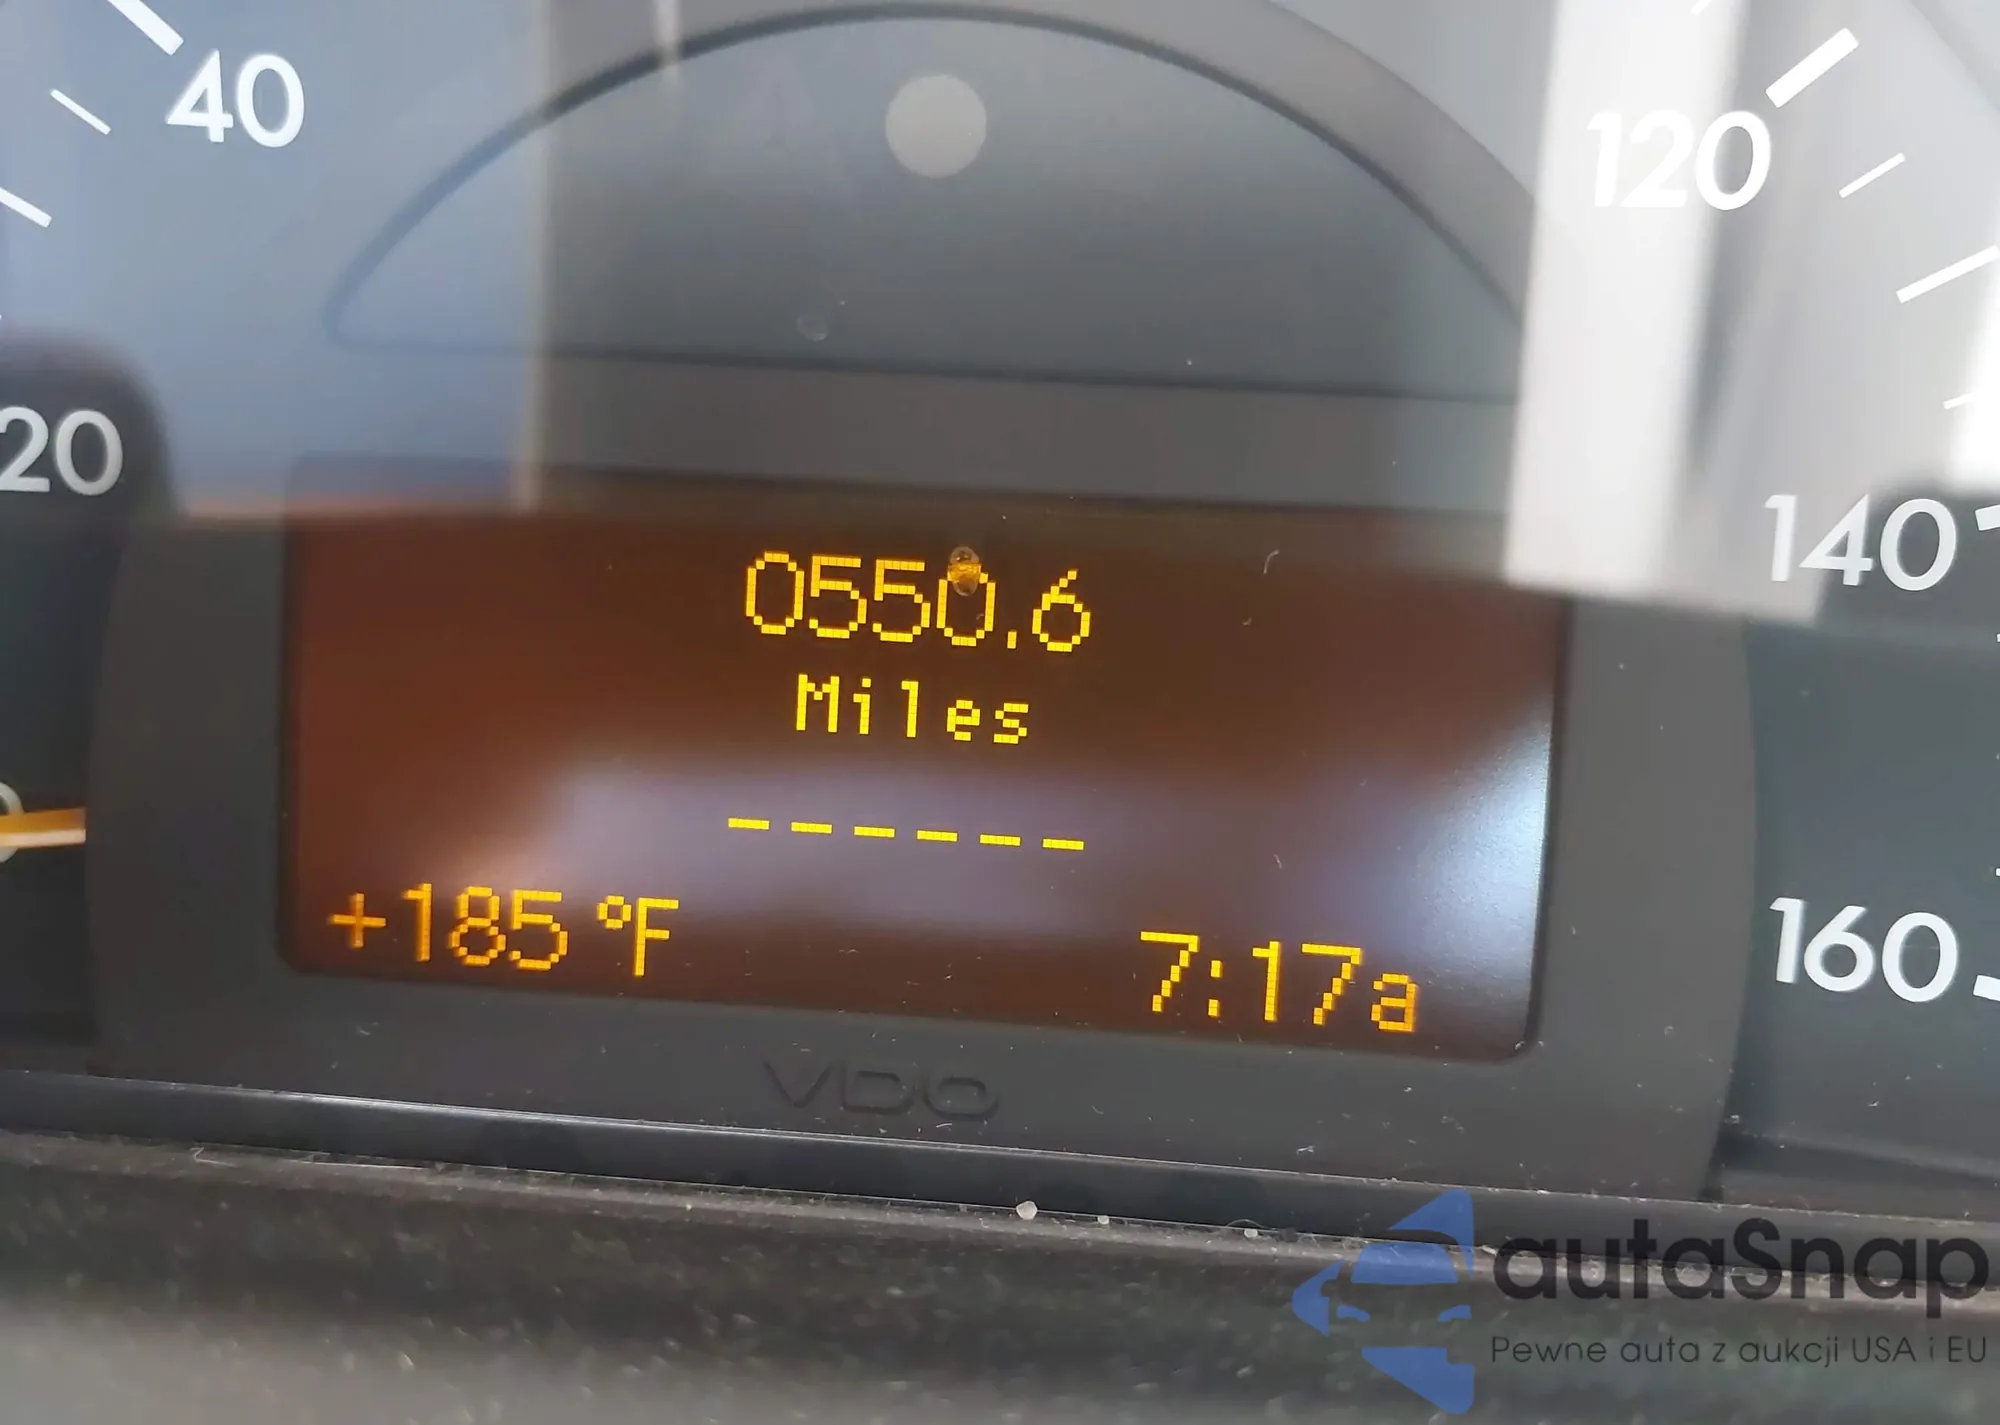 40
120
20
140
0550.6
Miles
------
+185 °F
7:17a
160
VDO
autaSnap
Pewne auta z aukcji USA i EU